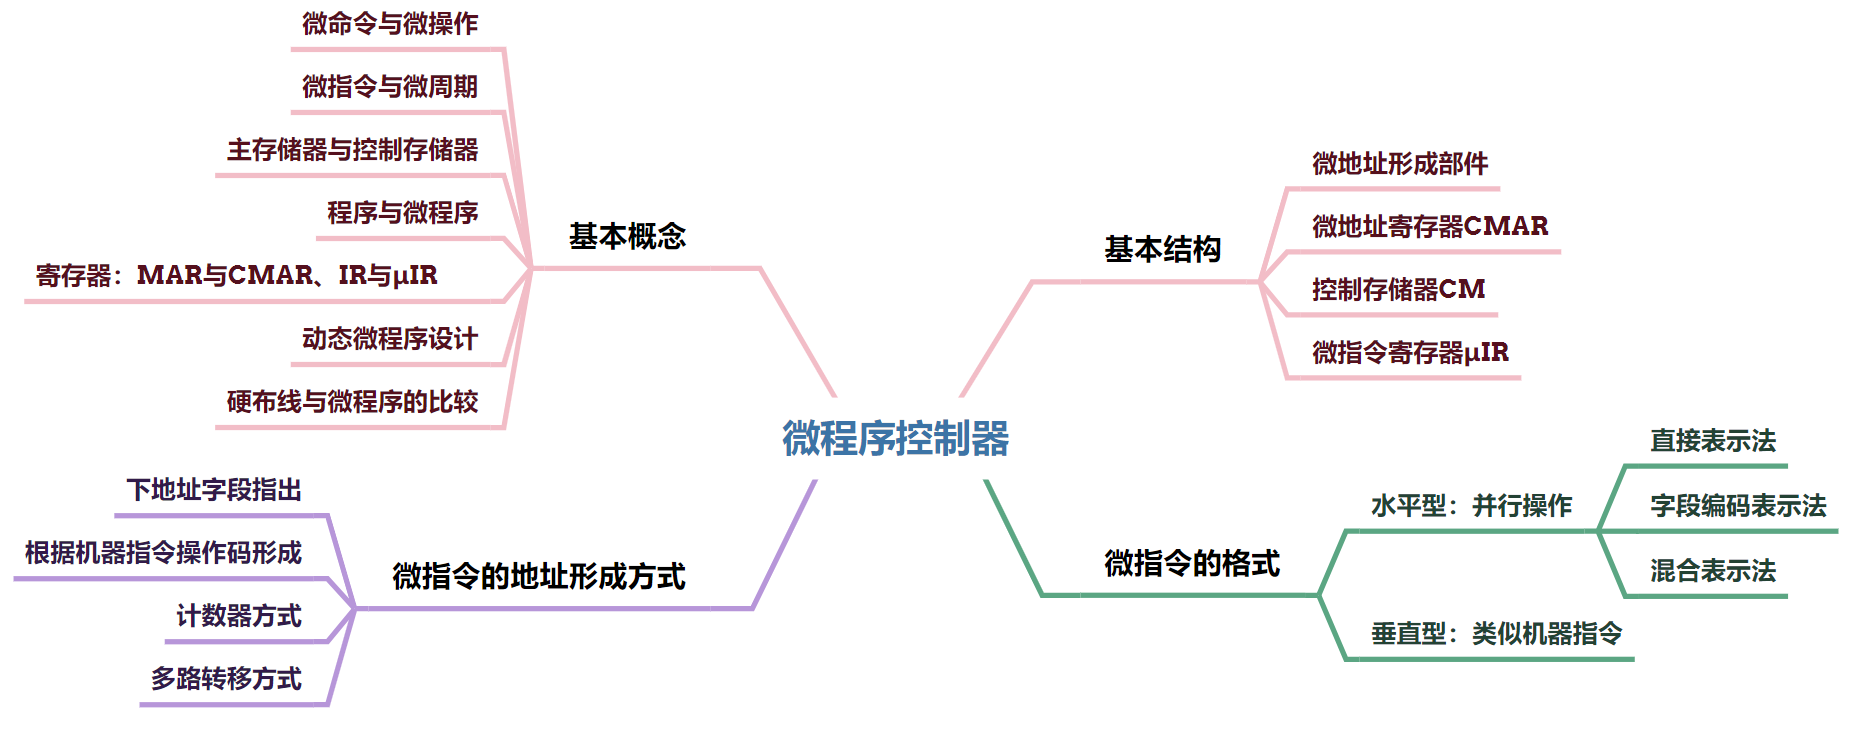 微程序控制器
基本概念
微命令与微操作
微指令与微周期
主存储器与控制存储器
程序与微程序
寄存器：MAR与CMAR、IR与μIR
动态微程序设计
硬布线与微程序的比较
基本结构
微地址形成部件
微地址寄存器CMAR
控制存储器CM
微指令寄存器μIR
微指令的地址形成方式
下地址字段指出
根据机器指令操作码形成
计数器方式
多路转移方式
微指令的格式
水平型：并行操作
直接表示法
字段编码表示法
混合表示法
垂直型：类似机器指令